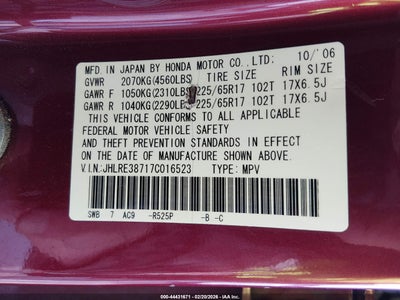 MFD. IN JAPAN BY HONDA MOTOR CO.,LTD: 10/'06
GVWR 2070KG(4560LBS) TIRE SIZE RIM SIZE
GAWR F 1050KG(2310LBS) 225/65R17 102T 17X6.5J
GAWR R 1040KG(2290LBS) 225/65R17 102T 17X6.5J
THIS VEHICLE CONFORMS TO ALL APPLICABLE
FEDERAL MOTOR VEHICLE SAFETY
AND THEFT PREVENTION STANDARDS IN EFFECT
ON THE DATE OF MANUFACTURE SHOWN ABOVE.
V.I.N:JHLRE38717C016523 TYPE: MPV
SWB 7 AC9 -R525P -B -C
000-44431671 - 02/20/2026 - IAA Inc.